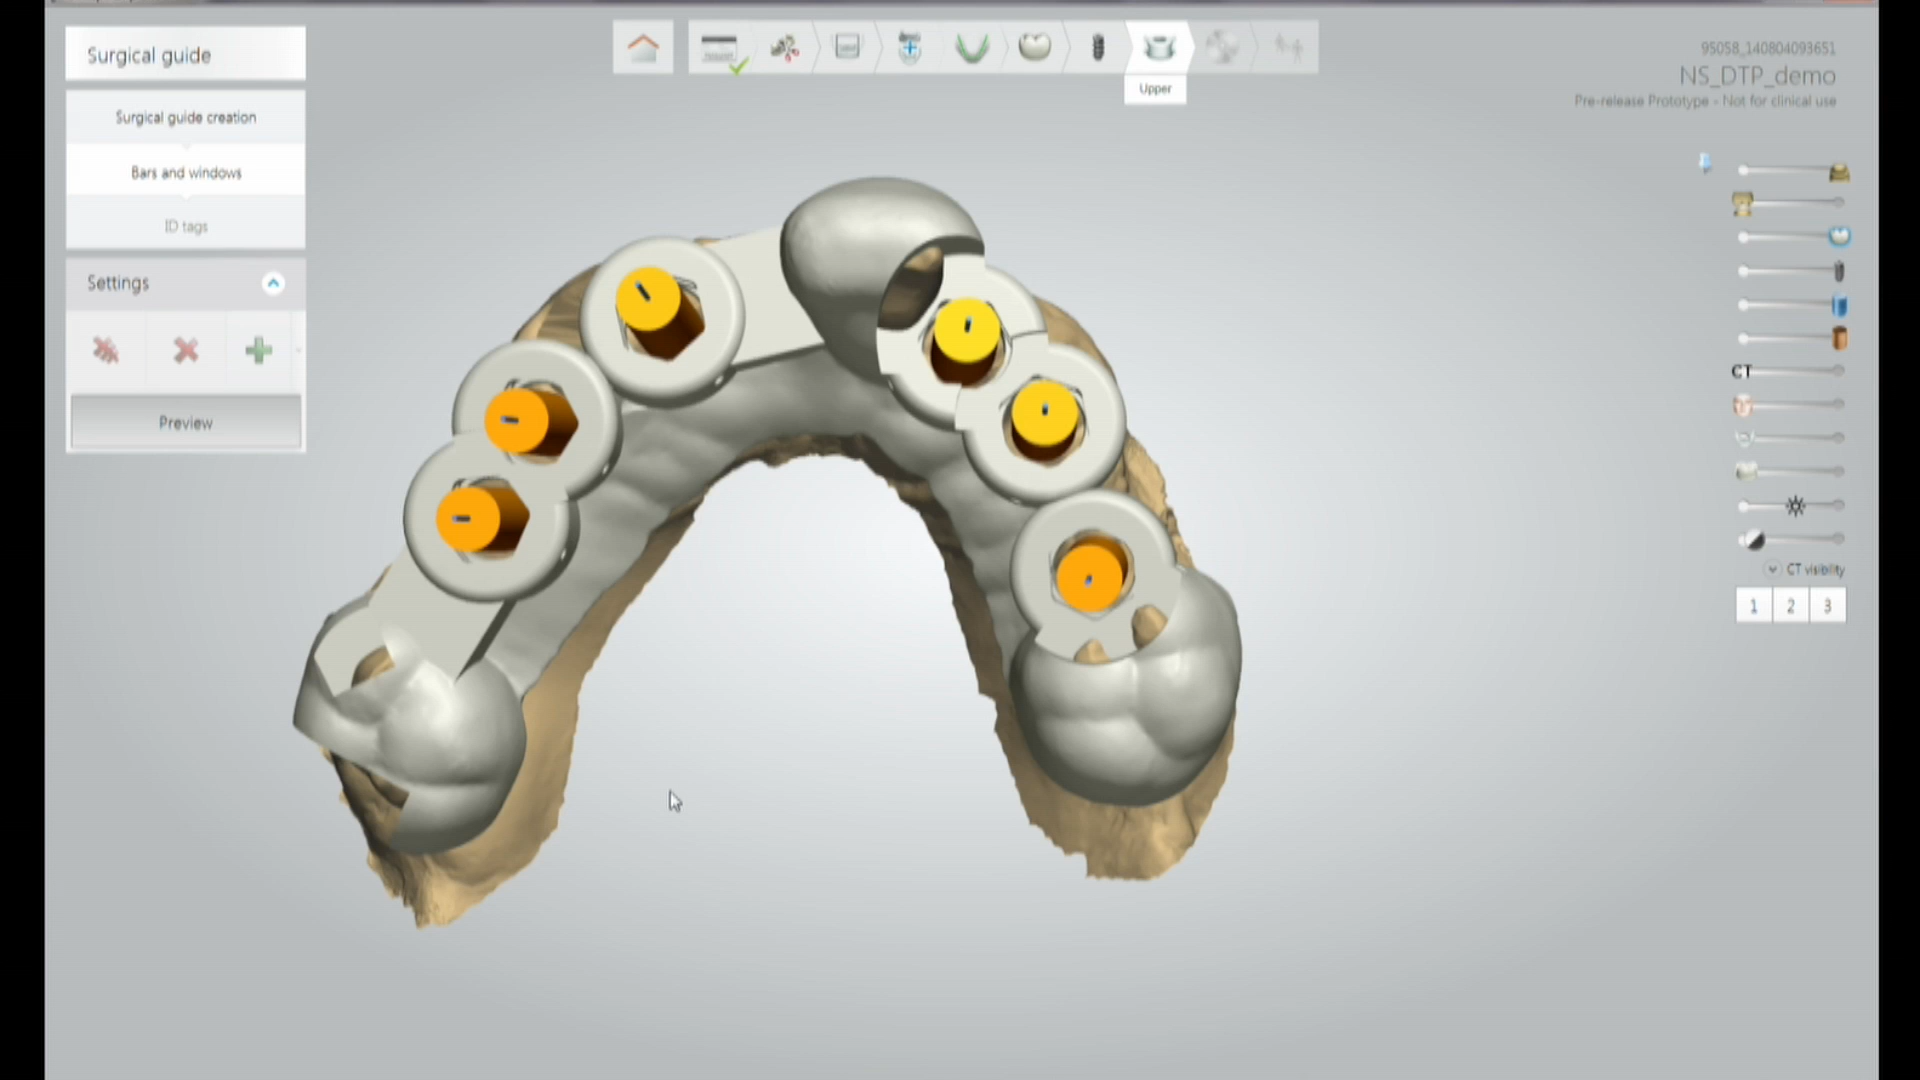 Surgical guide
Surgical guide creation
Bars and windows
ID tags
Settings
Preview
Upper
95058_140804093651
NS_DTP_demo
Pre-release Prototype - Not for clinical use
CT
CT visibility
1 2 3